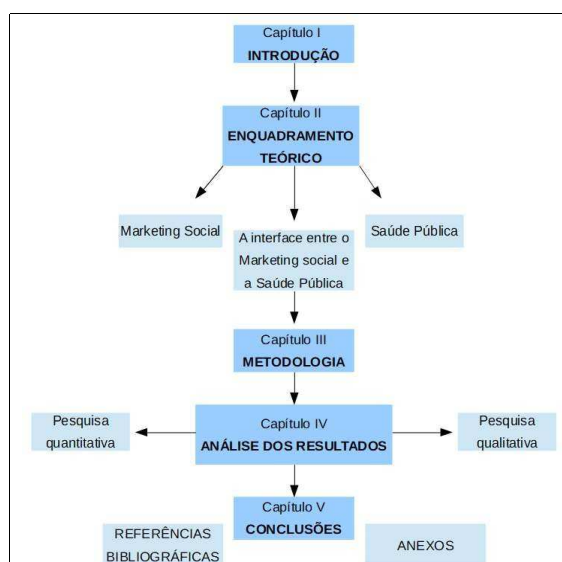 Capítulo I
INTRODUÇÃO
Capítulo II
ENQUADRAMENTO
TEÓRICO
Marketing Social
A interface entre o
Marketing social e
a Saúde Pública
Saúde Pública
Capítulo III
METODOLOGIA
Pesquisa
quantitativa
Capítulo IV
ANÁLISE DOS RESULTADOS
Pesquisa
qualitativa
Capítulo V
CONCLUSÕES
REFERÊNCIAS
BIBLIOGRÁFICAS
ANEXOS